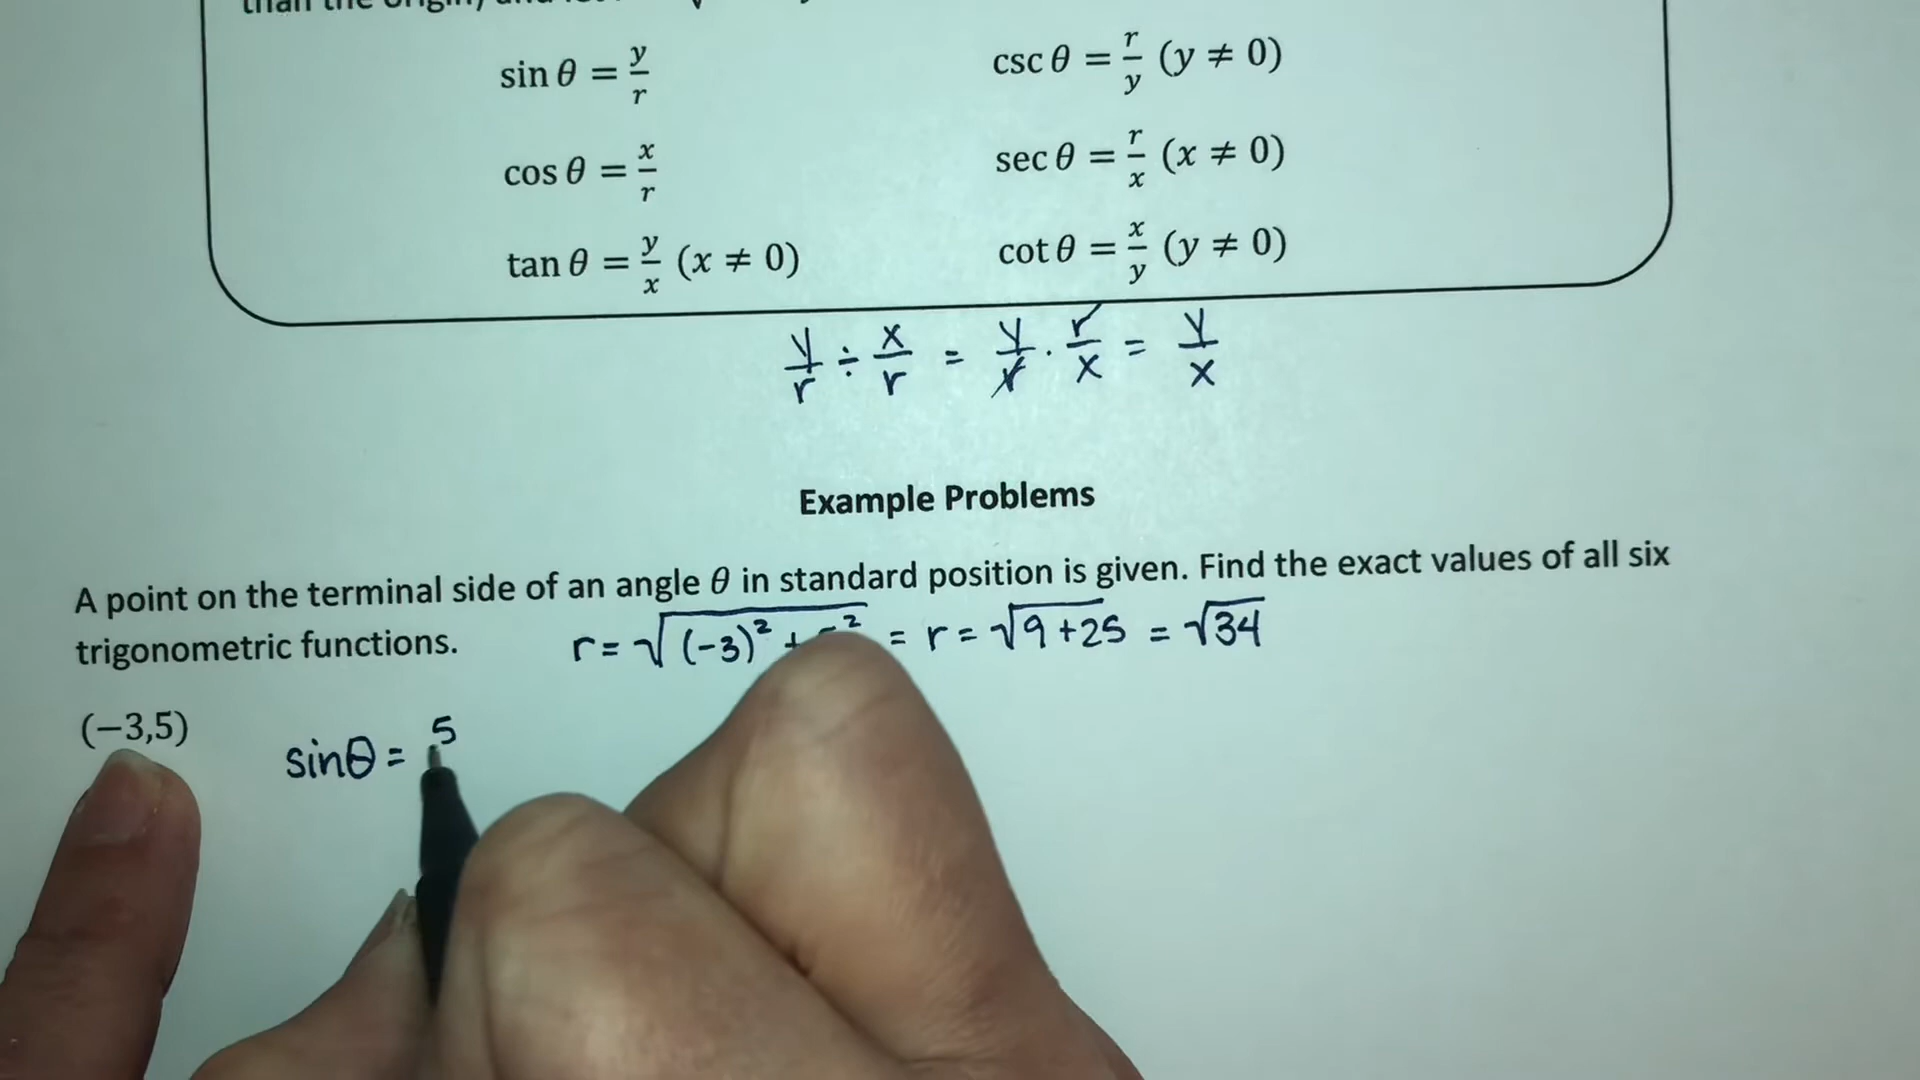 sin θ = y/r
csc θ = r/y (y ≠ 0)
cos θ = x/r
sec θ = r/x (x ≠ 0)
tan θ = y/x (x ≠ 0)
cot θ = x/y (y ≠ 0)
y/r ÷ x/r = y/r · r/x = y/x
Example Problems
A point on the terminal side of an angle θ in standard position is given. Find the exact values of all six
trigonometric functions.
r = √((-3)² + ²) = r = √(9+25) = √34
(−3,5)
sinθ = 5